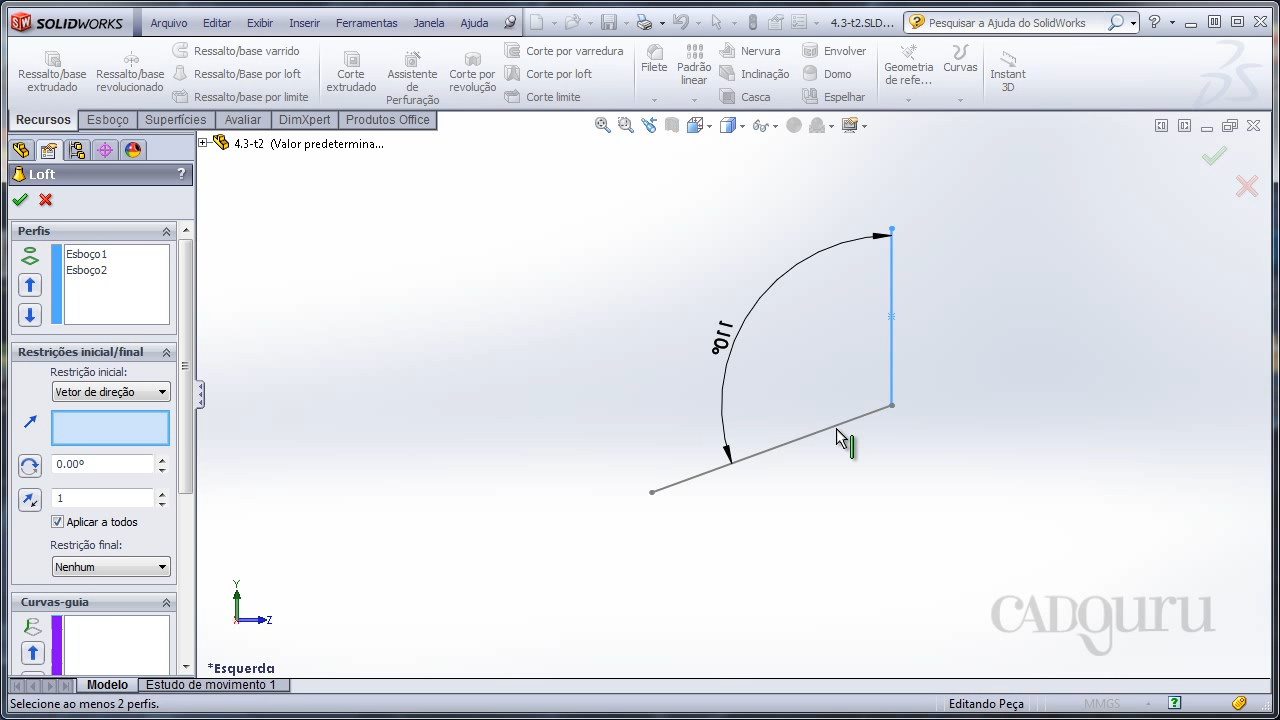 SOLIDWORKS Arquivo Editar Exibir Inserir Ferramentas Janela Ajuda 4.3-t2.SLD... Pesquisar a Ajuda do SolidWorks
Ressalto/base extrudado
Ressalto/base revolucionado
Ressalto/base varrido
Ressalto/Base por loft
Ressalto/base por limite
Corte extrudado
Assistente de Perfuração
Corte por revolução
Corte por varredura
Corte por loft
Corte limite
Filete
Padrão linear
Nervura
Inclinação
Casca
Envolver
Domo
Espelhar
Geometria de refe...
Curvas
Instant 3D
Recursos Esboço Superfícies Avaliar DimXpert Produtos Office
4.3-t2 (Valor predetermina...
Loft ?
Perfis
Esboço1
Esboço2
Restrições inicial/final
Restrição inicial:
Vetor de direção
0.00º
1
Aplicar a todos
Restrição final:
Nenhum
Curvas-guia
110º
Y
Z
*Esquerda
CADguru
Modelo Estudo de movimento 1
Selecione ao menos 2 perfis. Editando Peça MMGS